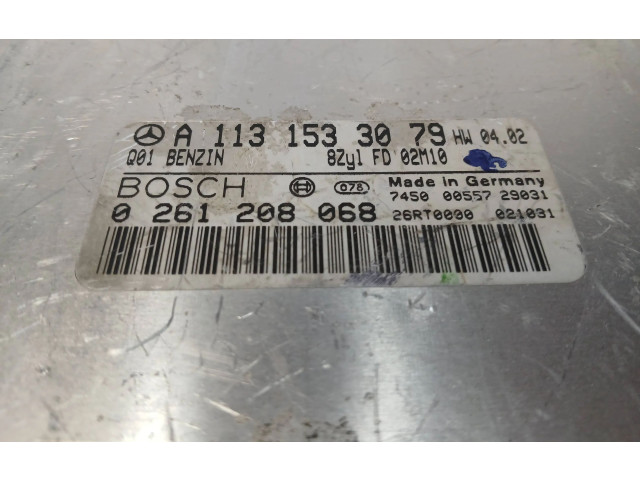 A 113 153 30 79 HW 04.02
Q01 BENZIN 8Zyl FD 02M10
BOSCH 078 Made in Germany
7450 00557 29031
0 261 208 068 26RT0000 021031